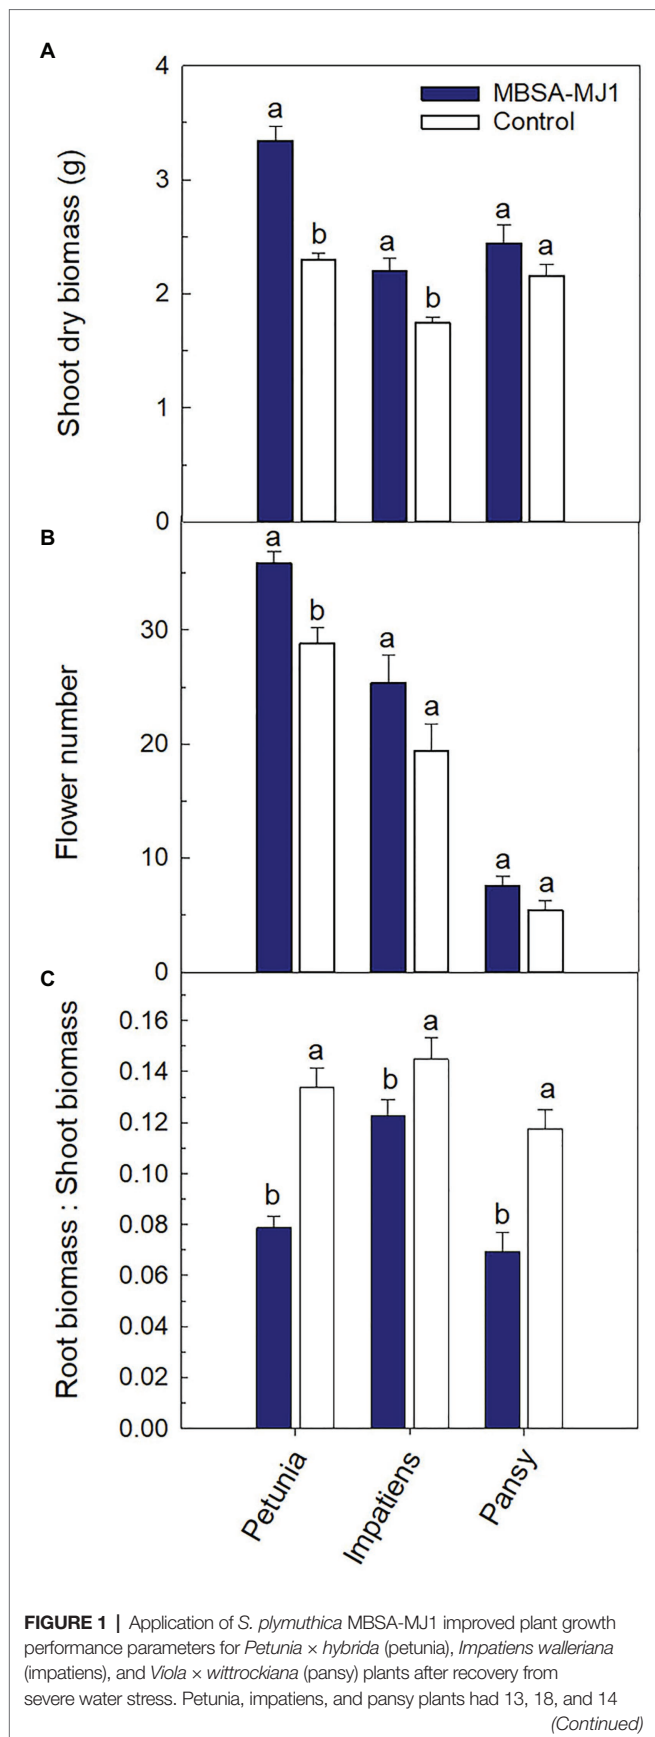 A
4
3
2
1
0
Shoot dry biomass (g)
MBSA-MJ1
Control
a
b
a
b
a
a
B
30
20
10
0
Flower number
a
b
a
a
a
a
C
0.16
0.14
0.12
0.10
0.08
0.06
0.04
0.02
0.00
Root biomass : Shoot biomass
b
a
b
a
b
a
Petunia
Impatiens
Pansy
FIGURE 1 | Application of S. plymuthica MBSA-MJ1 improved plant growth
performance parameters for Petunia × hybrida (petunia), Impatiens walleriana
(impatiens), and Viola × wittrockiana (pansy) plants after recovery from
severe water stress. Petunia, impatiens, and pansy plants had 13, 18, and 14
(Continued)